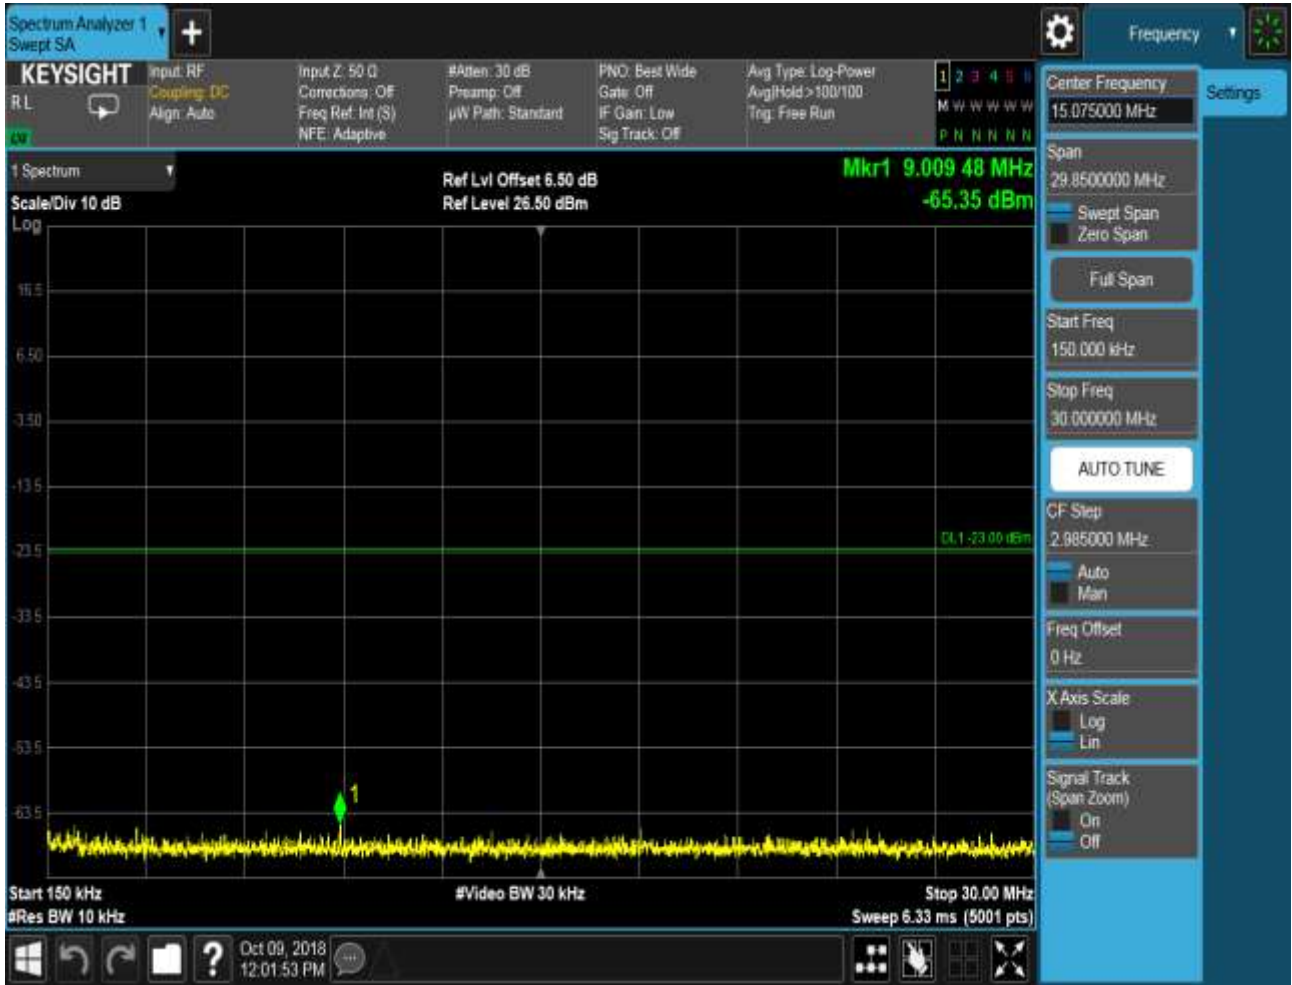 Spectrum Analyzer 1
Swept SA
Frequency
KEYSIGHT
R L
Input: RF
Coupling: DC
Align: Auto
Input Z: 50 Ω
Corrections: Off
Freq Ref: Int (S)
NFE: Adaptive
#Atten: 30 dB
Preamp: Off
µW Path: Standard
PNO: Best Wide
Gate: Off
IF Gain: Low
Sig Track: Off
Avg Type: Log-Power
Avg|Hold:>100/100
Trig: Free Run
1 2 3 4 5 6
M W W W W W
P N N N N N
1 Spectrum
Scale/Div 10 dB
Log
Ref Lvl Offset 6.50 dB
Ref Level 26.50 dBm
Mkr1 9.009 48 MHz
-65.35 dBm
16.5
6.50
-3.50
-13.5
-23.5
-33.5
-43.5
-53.5
-63.5
DL1 -23.00 dBm
1
Start 150 kHz
#Res BW 10 kHz
#Video BW 30 kHz
Stop 30.00 MHz
Sweep 6.33 ms (5001 pts)
Center Frequency
15.075000 MHz
Settings
Span
29.8500000 MHz
Swept Span
Zero Span
Full Span
Start Freq
150.000 kHz
Stop Freq
30.000000 MHz
AUTO TUNE
CF Step
2.985000 MHz
Auto
Man
Freq Offset
0 Hz
X Axis Scale
Log
Lin
Signal Track
(Span Zoom)
On
Off
?
Oct 09, 2018
12:01:53 PM